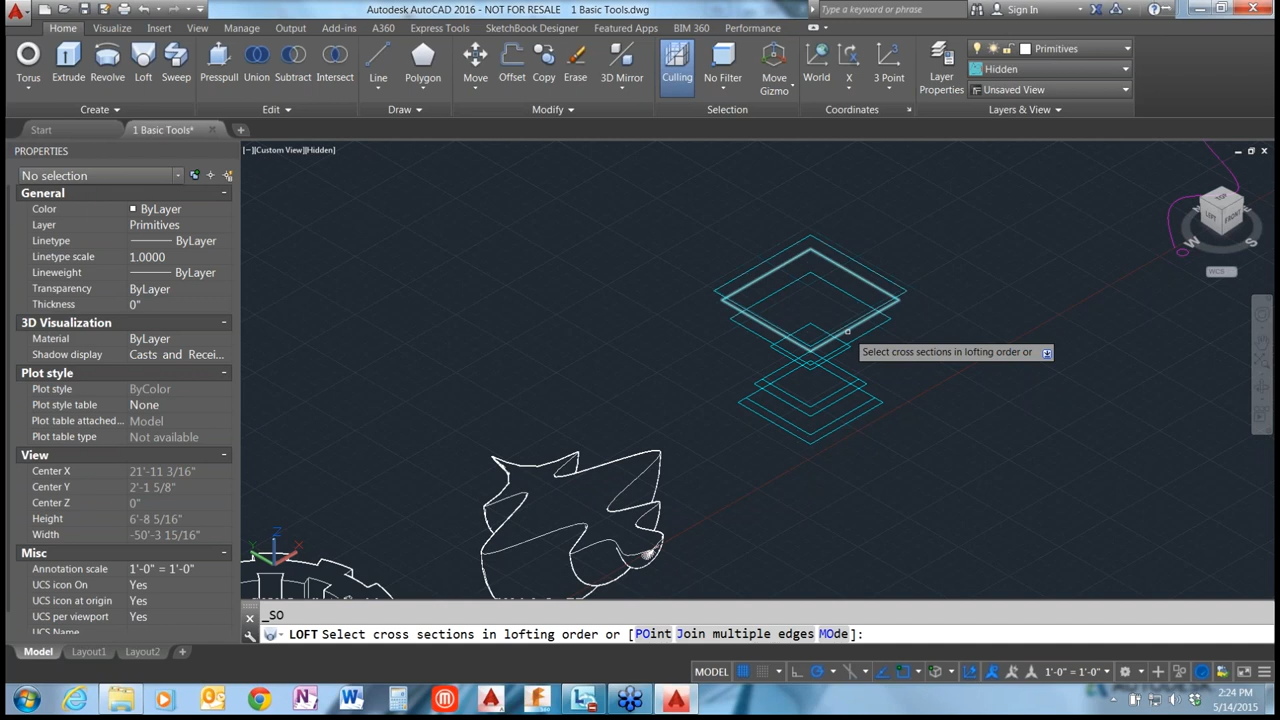 Autodesk AutoCAD 2016 - NOT FOR RESALE 1 Basic Tools.dwg
Type a keyword or phrase
Sign In
Home Visualize Insert View Manage Output Add-ins A360 Express Tools SketchBook Designer Featured Apps BIM 360 Performance
Torus Extrude Revolve Loft Sweep Presspull Union Subtract Intersect Line Polygon Move Offset Copy Erase 3D Mirror Culling No Filter Move Gizmo World X 3 Point Layer Properties
Primitives
Hidden
Unsaved View
Create Edit Draw Modify Selection Coordinates Layers & View
Start 1 Basic Tools*
PROPERTIES
[−][Custom View][Hidden]
No selection
General
Color ByLayer
Layer Primitives
Linetype ByLayer
Linetype scale 1.0000
Lineweight ByLayer
Transparency ByLayer
Thickness 0"
3D Visualization
Material ByLayer
Shadow display Casts and Recei...
Plot style
Plot style ByColor
Plot style table None
Plot table attached... Model
Plot table type Not available
View
Center X 21'-11 3/16"
Center Y 2'-1 5/8"
Center Z 0"
Height 6'-8 5/16"
Width -50'-3 15/16"
Misc
Annotation scale 1'-0" = 1'-0"
UCS icon On Yes
UCS icon at origin Yes
UCS per viewport Yes
UCS Name
TOP
LEFT
FRONT
W
S
WCS
Select cross sections in lofting order or
Z
Y
X
_SO
LOFT Select cross sections in lofting order or [POint Join multiple edges MOde]:
Model Layout1 Layout2
MODEL
1'-0" = 1'-0"
2:24 PM
5/14/2015